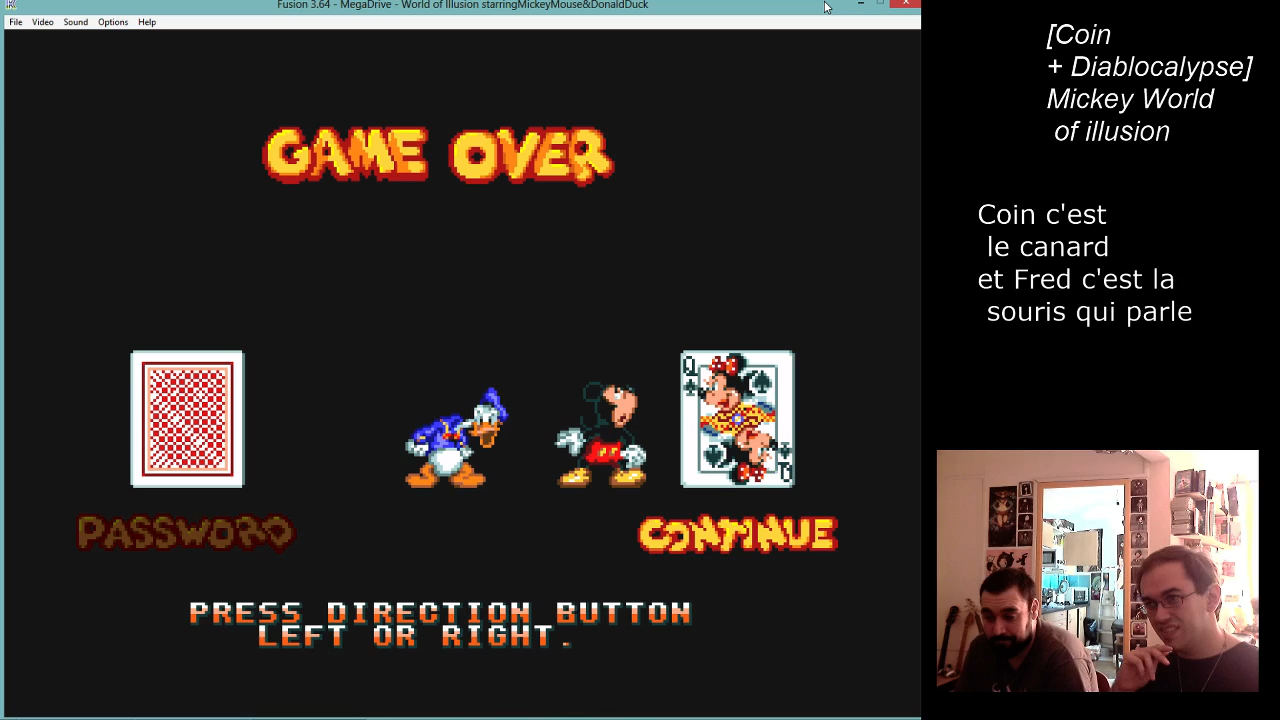 Fusion 3.64 - MegaDrive - World of Illusion starringMickeyMouse&DonaldDuck
File Video Sound Options Help
GAME OVER
Q
Q
PASSWORD
CONTINUE
PRESS DIRECTION BUTTON
LEFT OR RIGHT.
[Coin
+ Diablocalypse]
Mickey World
of illusion
Coin c'est
le canard
et Fred c'est la
souris qui parle